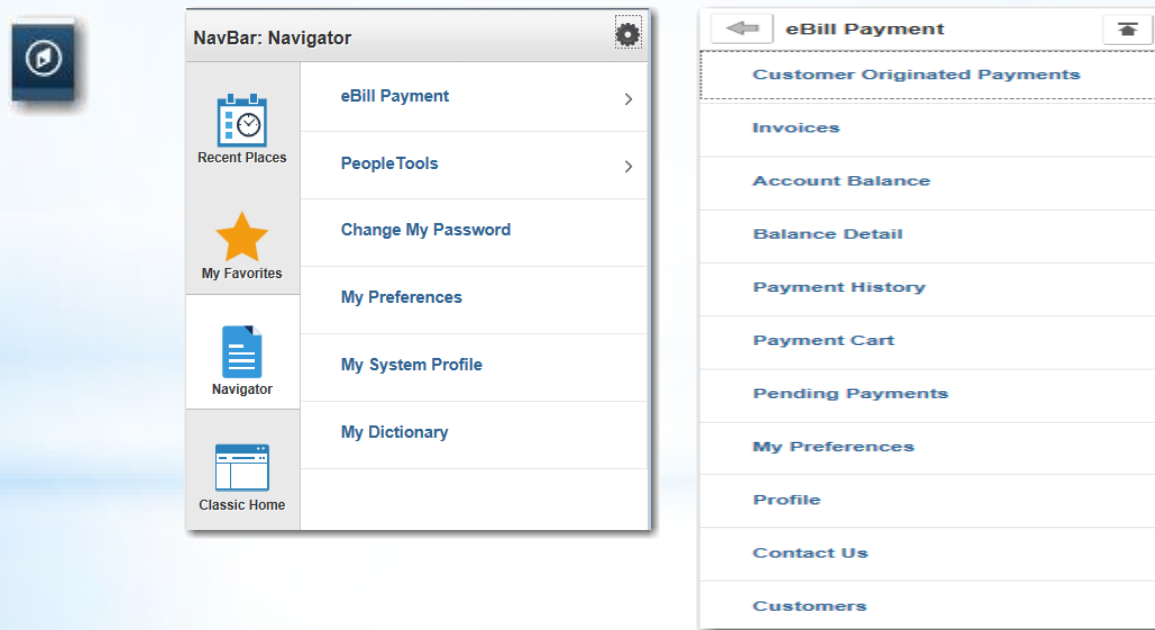 NavBar: Navigator
Recent Places
My Favorites
Navigator
Classic Home
eBill Payment
PeopleTools
Change My Password
My Preferences
My System Profile
My Dictionary
eBill Payment
Customer Originated Payments
Invoices
Account Balance
Balance Detail
Payment History
Payment Cart
Pending Payments
My Preferences
Profile
Contact Us
Customers